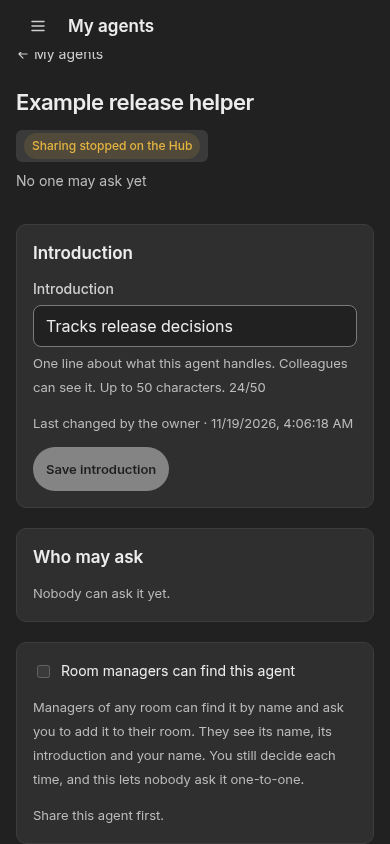 My agents
← My agents
Example release helper
Sharing stopped on the Hub
No one may ask yet
Introduction
Introduction
Tracks release decisions
One line about what this agent handles. Colleagues
can see it. Up to 50 characters. 24/50
Last changed by the owner · 11/19/2026, 4:06:18 AM
Save introduction
Who may ask
Nobody can ask it yet.
Room managers can find this agent
Managers of any room can find it by name and ask
you to add it to their room. They see its name, its
introduction and your name. You still decide each
time, and this lets nobody ask it one-to-one.
Share this agent first.